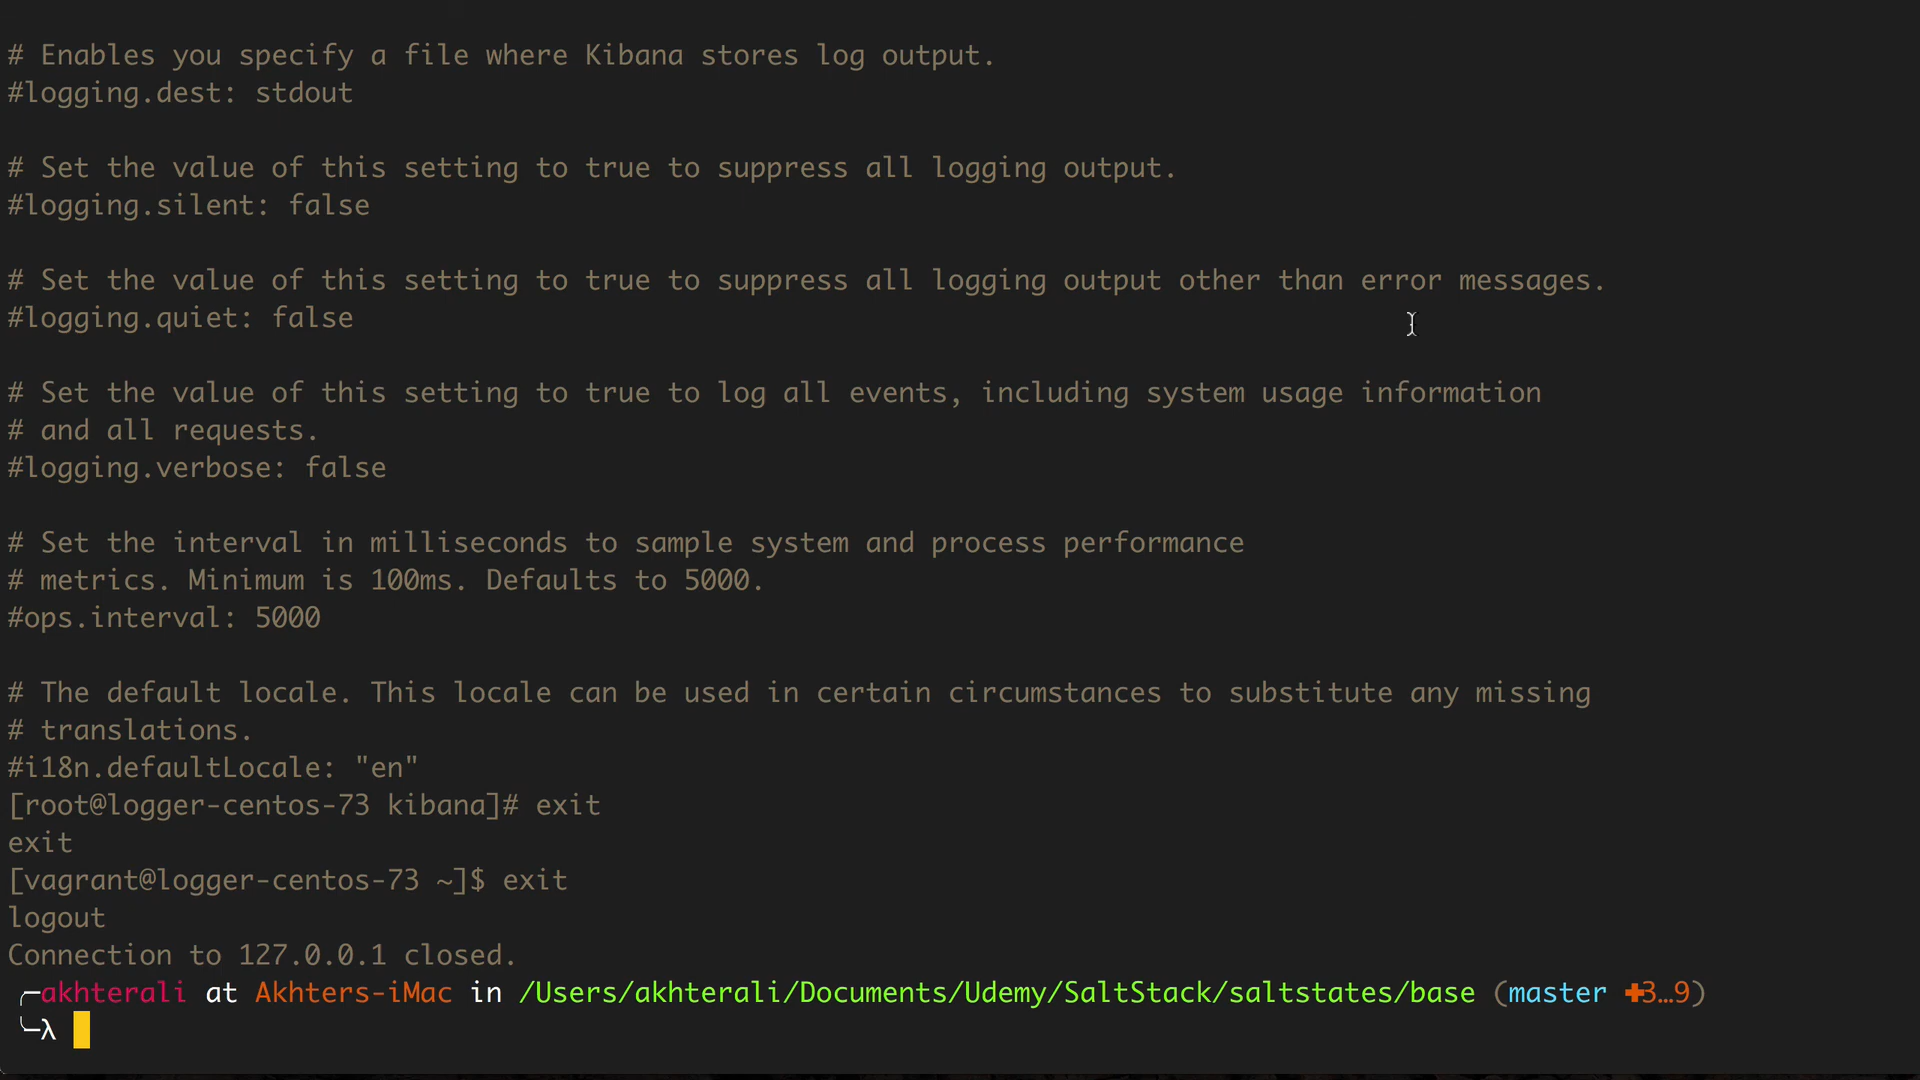 # Enables you specify a file where Kibana stores log output.
#logging.dest: stdout
# Set the value of this setting to true to suppress all logging output.
#logging.silent: false
# Set the value of this setting to true to suppress all logging output other than error messages.
#logging.quiet: false
# Set the value of this setting to true to log all events, including system usage information
# and all requests.
#logging.verbose: false
# Set the interval in milliseconds to sample system and process performance
# metrics. Minimum is 100ms. Defaults to 5000.
#ops.interval: 5000
# The default locale. This locale can be used in certain circumstances to substitute any missing
# translations.
#i18n.defaultLocale: "en"
[root@logger-centos-73 kibana]# exit
exit
[vagrant@logger-centos-73 ~]$ exit
logout
Connection to 127.0.0.1 closed.
╭─akhterali at Akhters-iMac in /Users/akhterali/Documents/Udemy/SaltStack/saltstates/base (master ✚3…9)
╰─λ